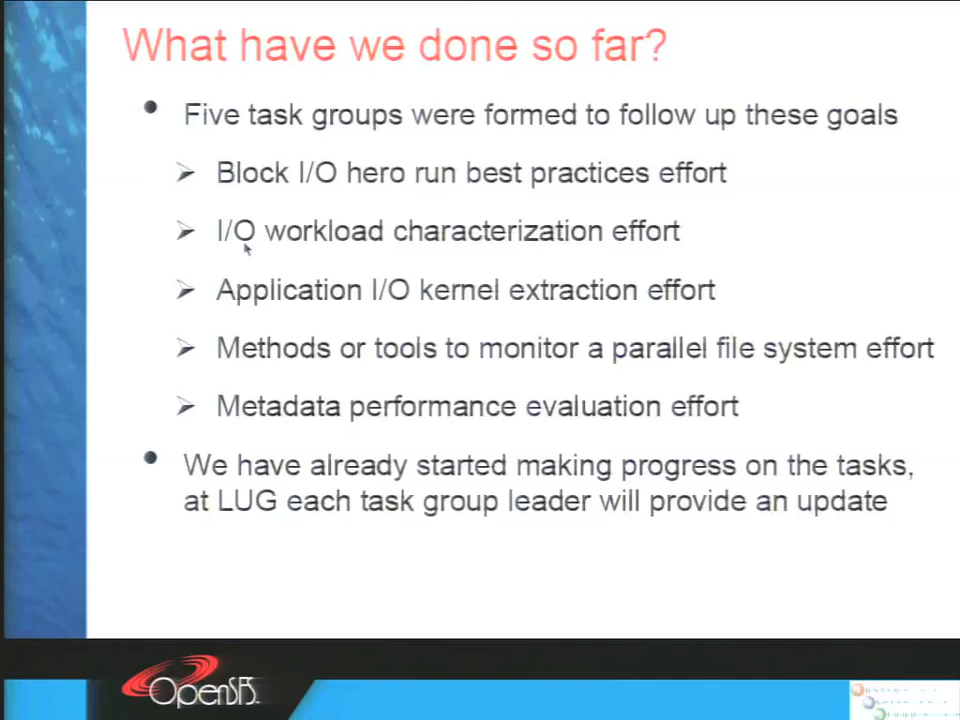 What have we done so far?
• Five task groups were formed to follow up these goals
➢ Block I/O hero run best practices effort
➢ I/O workload characterization effort
➢ Application I/O kernel extraction effort
➢ Methods or tools to monitor a parallel file system effort
➢ Metadata performance evaluation effort
• We have already started making progress on the tasks,
at LUG each task group leader will provide an update
OpenSFS